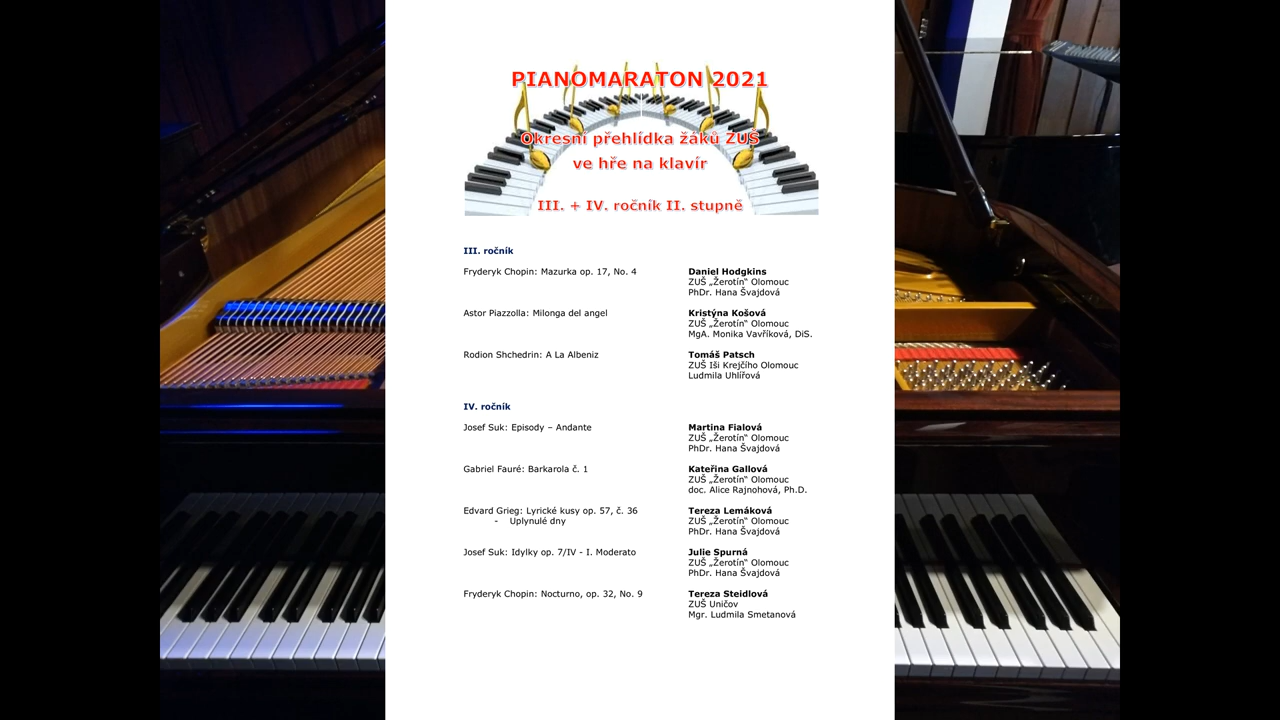 PIANOMARATON 2021
Okresní přehlídka žáků ZUŠ
ve hře na klavír
III. + IV. ročník II. stupně
III. ročník
Fryderyk Chopin: Mazurka op. 17, No. 4
Daniel Hodgkins
ZUŠ „Žerotín“ Olomouc
PhDr. Hana Švajdová
Astor Piazzolla: Milonga del angel
Kristýna Košová
ZUŠ „Žerotín“ Olomouc
MgA. Monika Vavříková, DiS.
Rodion Shchedrin: A La Albeniz
Tomáš Patsch
ZUŠ Iši Krejčího Olomouc
Ludmila Uhlířová
IV. ročník
Josef Suk: Episody – Andante
Martina Fialová
ZUŠ „Žerotín“ Olomouc
PhDr. Hana Švajdová
Gabriel Fauré: Barkarola č. 1
Kateřina Gallová
ZUŠ „Žerotín“ Olomouc
doc. Alice Rajnohová, Ph.D.
Edvard Grieg: Lyrické kusy op. 57, č. 36
- Uplynulé dny
Tereza Lemáková
ZUŠ „Žerotín“ Olomouc
PhDr. Hana Švajdová
Josef Suk: Idylky op. 7/IV - I. Moderato
Julie Spurná
ZUŠ „Žerotín“ Olomouc
PhDr. Hana Švajdová
Fryderyk Chopin: Nocturno, op. 32, No. 9
Tereza Steidlová
ZUŠ Uničov
Mgr. Ludmila Smetanová